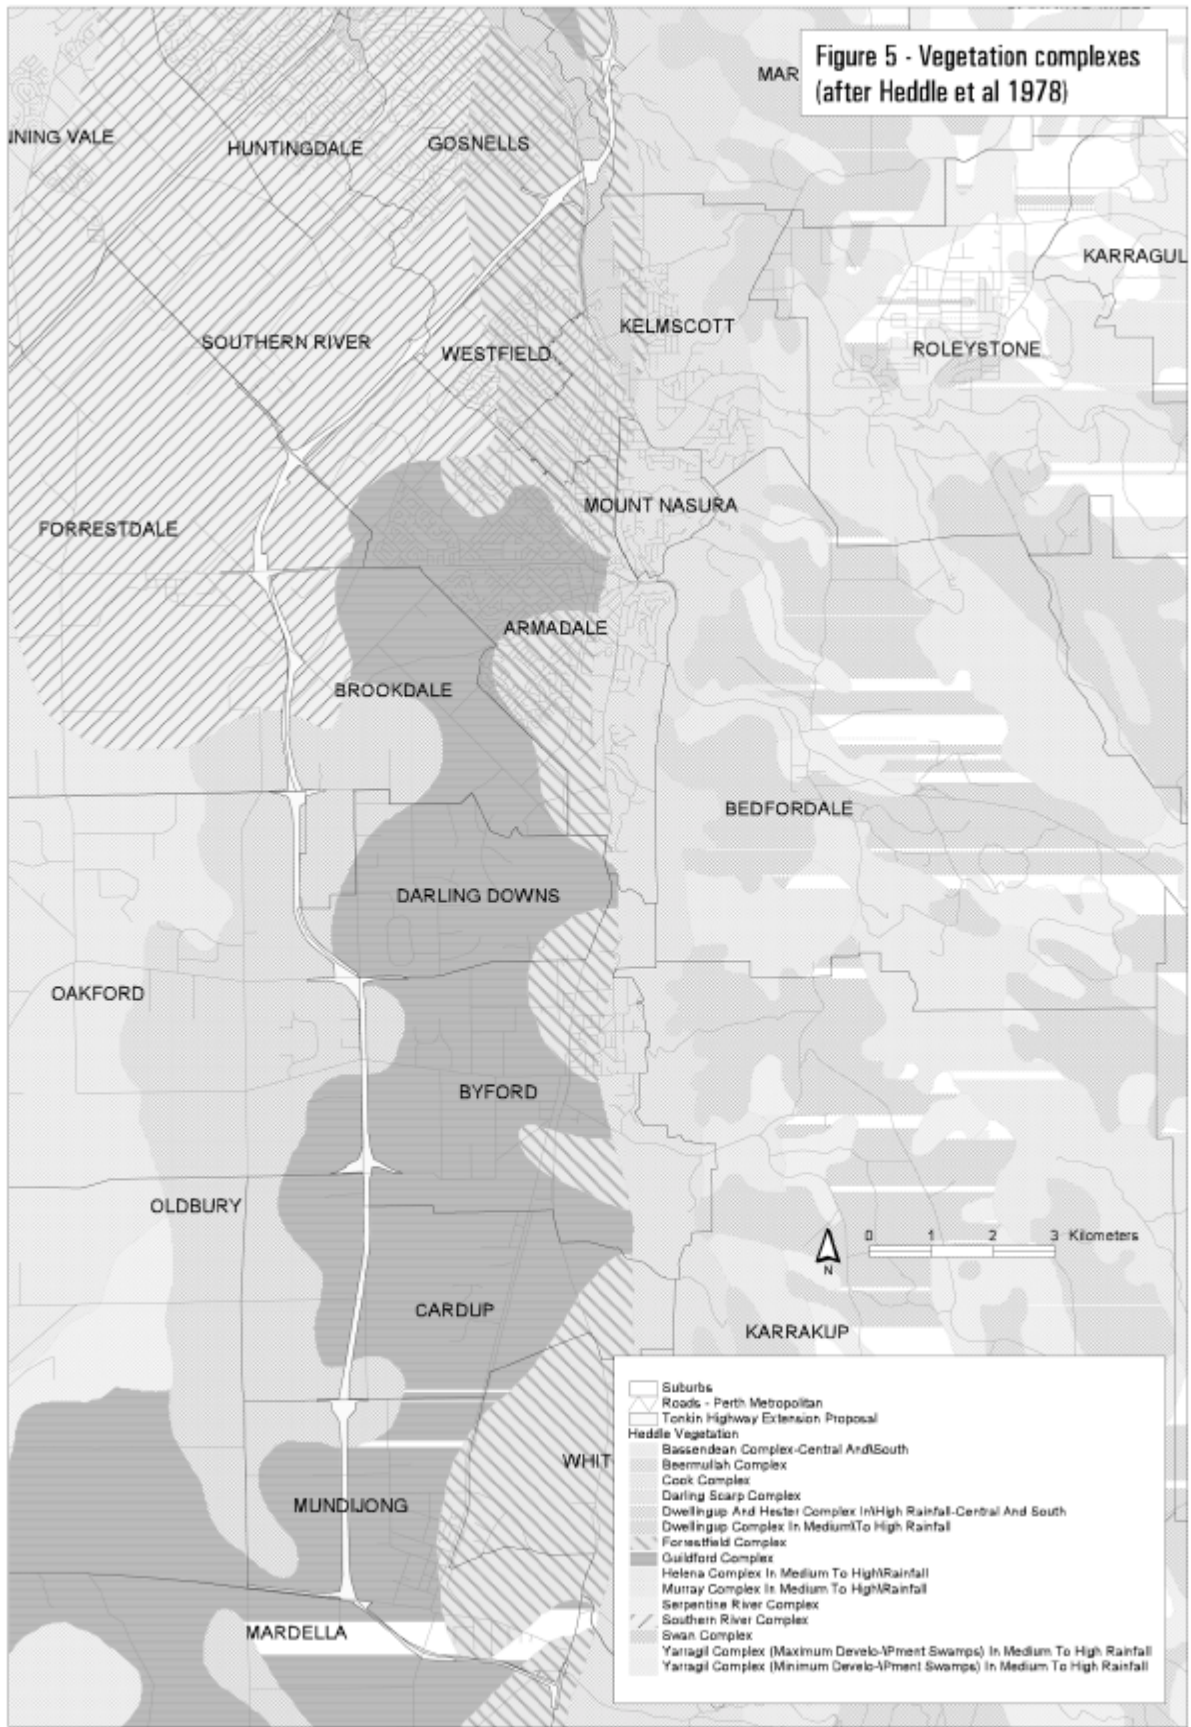 Figure 5 - Vegetation complexes
(after Heddle et al 1978)
MAR
NNING VALE
HUNTINGDALE
GOSNELLS
KARRAGUL
KELMSCOTT
SOUTHERN RIVER
WESTFIELD
ROLEYSTONE
MOUNT NASURA
FORRESTDALE
ARMADALE
BROOKDALE
BEDFORDALE
DARLING DOWNS
OAKFORD
BYFORD
OLDBURY
0 1 2 3 Kilometers
N
CARDUP
KARRAKUP
WHIT
MUNDIJONG
MARDELLA
Suburbs
Roads - Perth Metropolitan
Tonkin Highway Extension Proposal
Heddle Vegetation
Bassendean Complex-Central And\South
Beermullah Complex
Cook Complex
Darling Scarp Complex
Dwellingup And Hester Complex In\High Rainfall-Central And South
Dwellingup Complex In Medium\To High Rainfall
Forrestfield Complex
Guildford Complex
Helena Complex In Medium To High\Rainfall
Murray Complex In Medium To High\Rainfall
Serpentine River Complex
Southern River Complex
Swan Complex
Yarragil Complex (Maximum Develo-\Pment Swamps) In Medium To High Rainfall
Yarragil Complex (Minimum Develo-\Pment Swamps) In Medium To High Rainfall